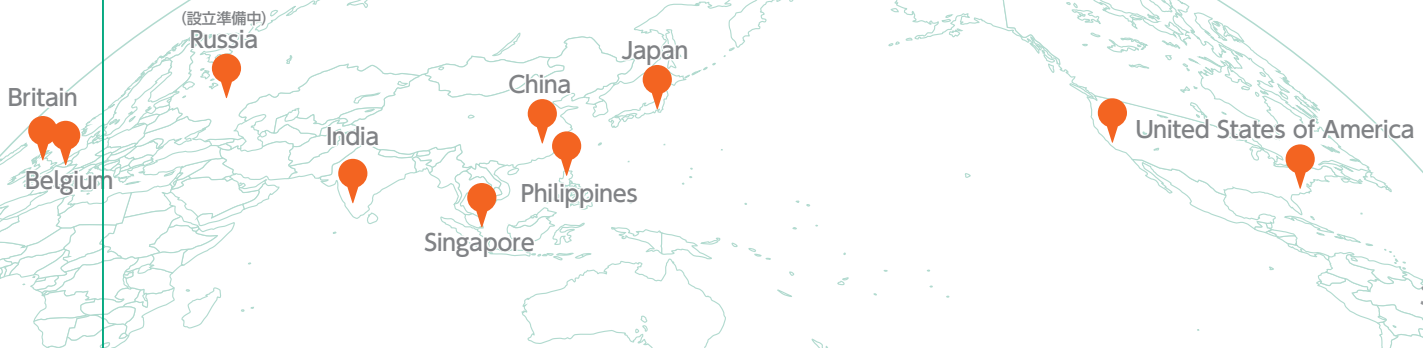 (設立準備中)
Russia
Japan
China
Britain
India
United States of America
Belgium
Philippines
Singapore